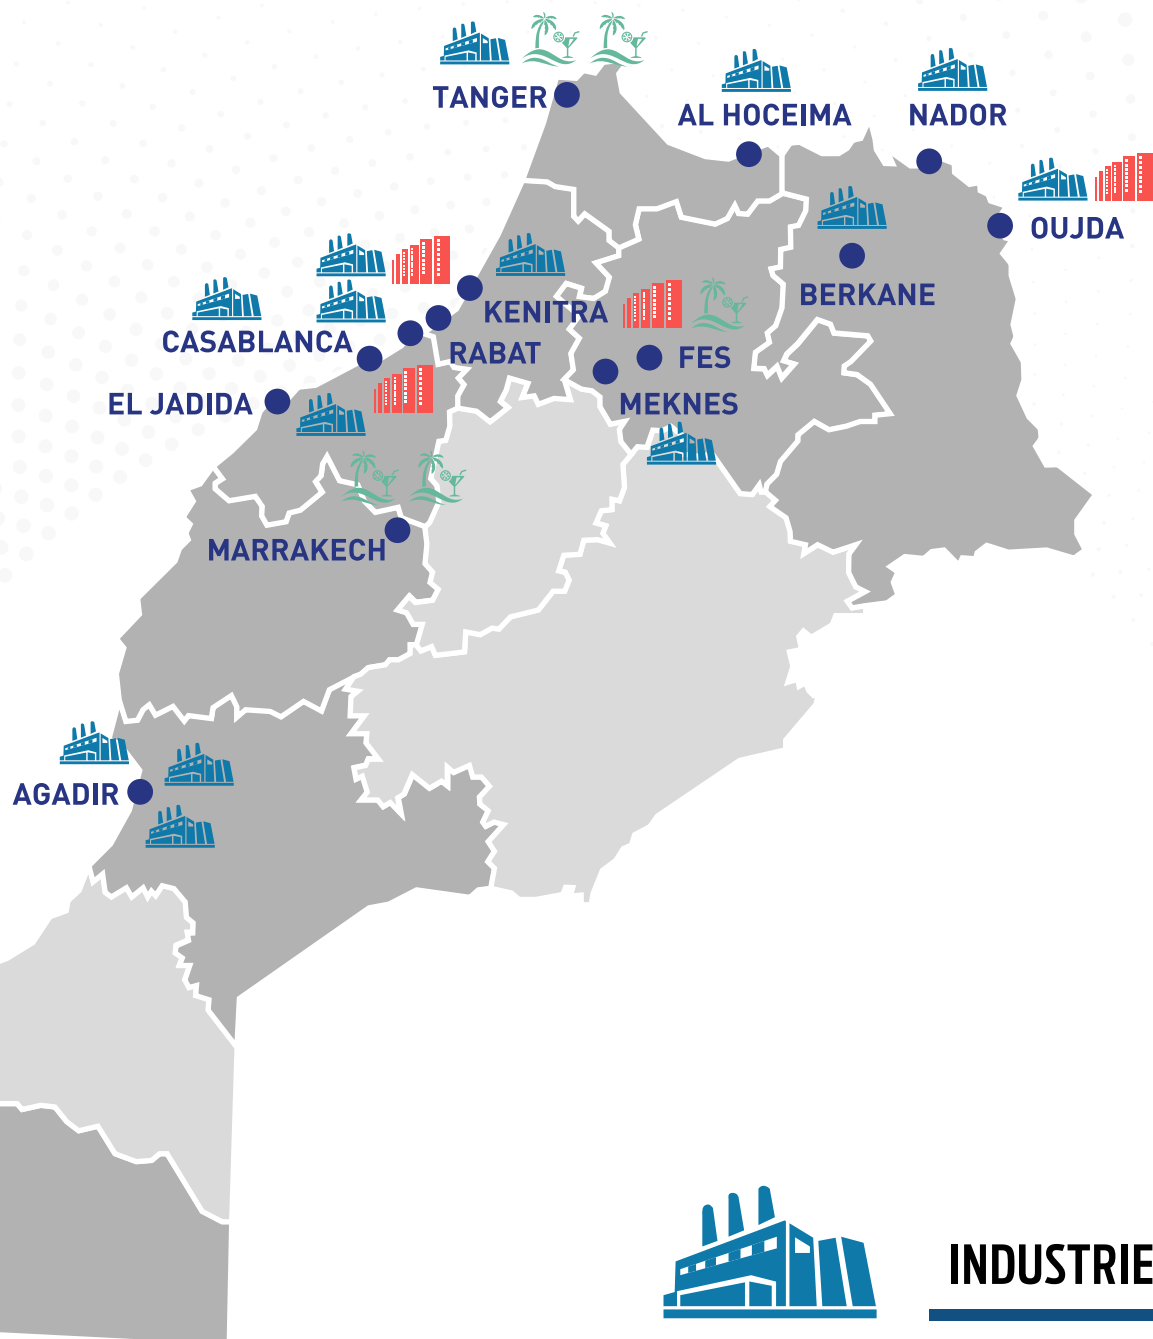 TANGER
AL HOCEIMA
NADOR
OUJDA
BERKANE
KENITRA
CASABLANCA
RABAT
FES
EL JADIDA
MEKNES
MARRAKECH
AGADIR
INDUSTRIE